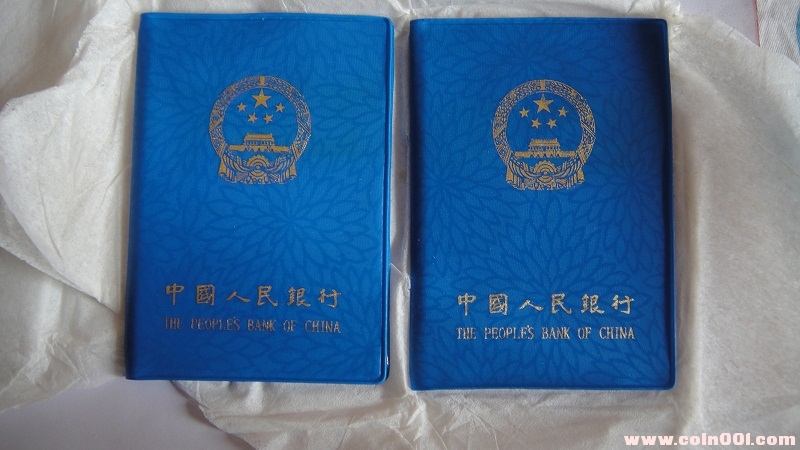 中國人民銀行
THE PEOPLE'S BANK OF CHINA
中國人民銀行
THE PEOPLE'S BANK OF CHINA
www.coin001.com